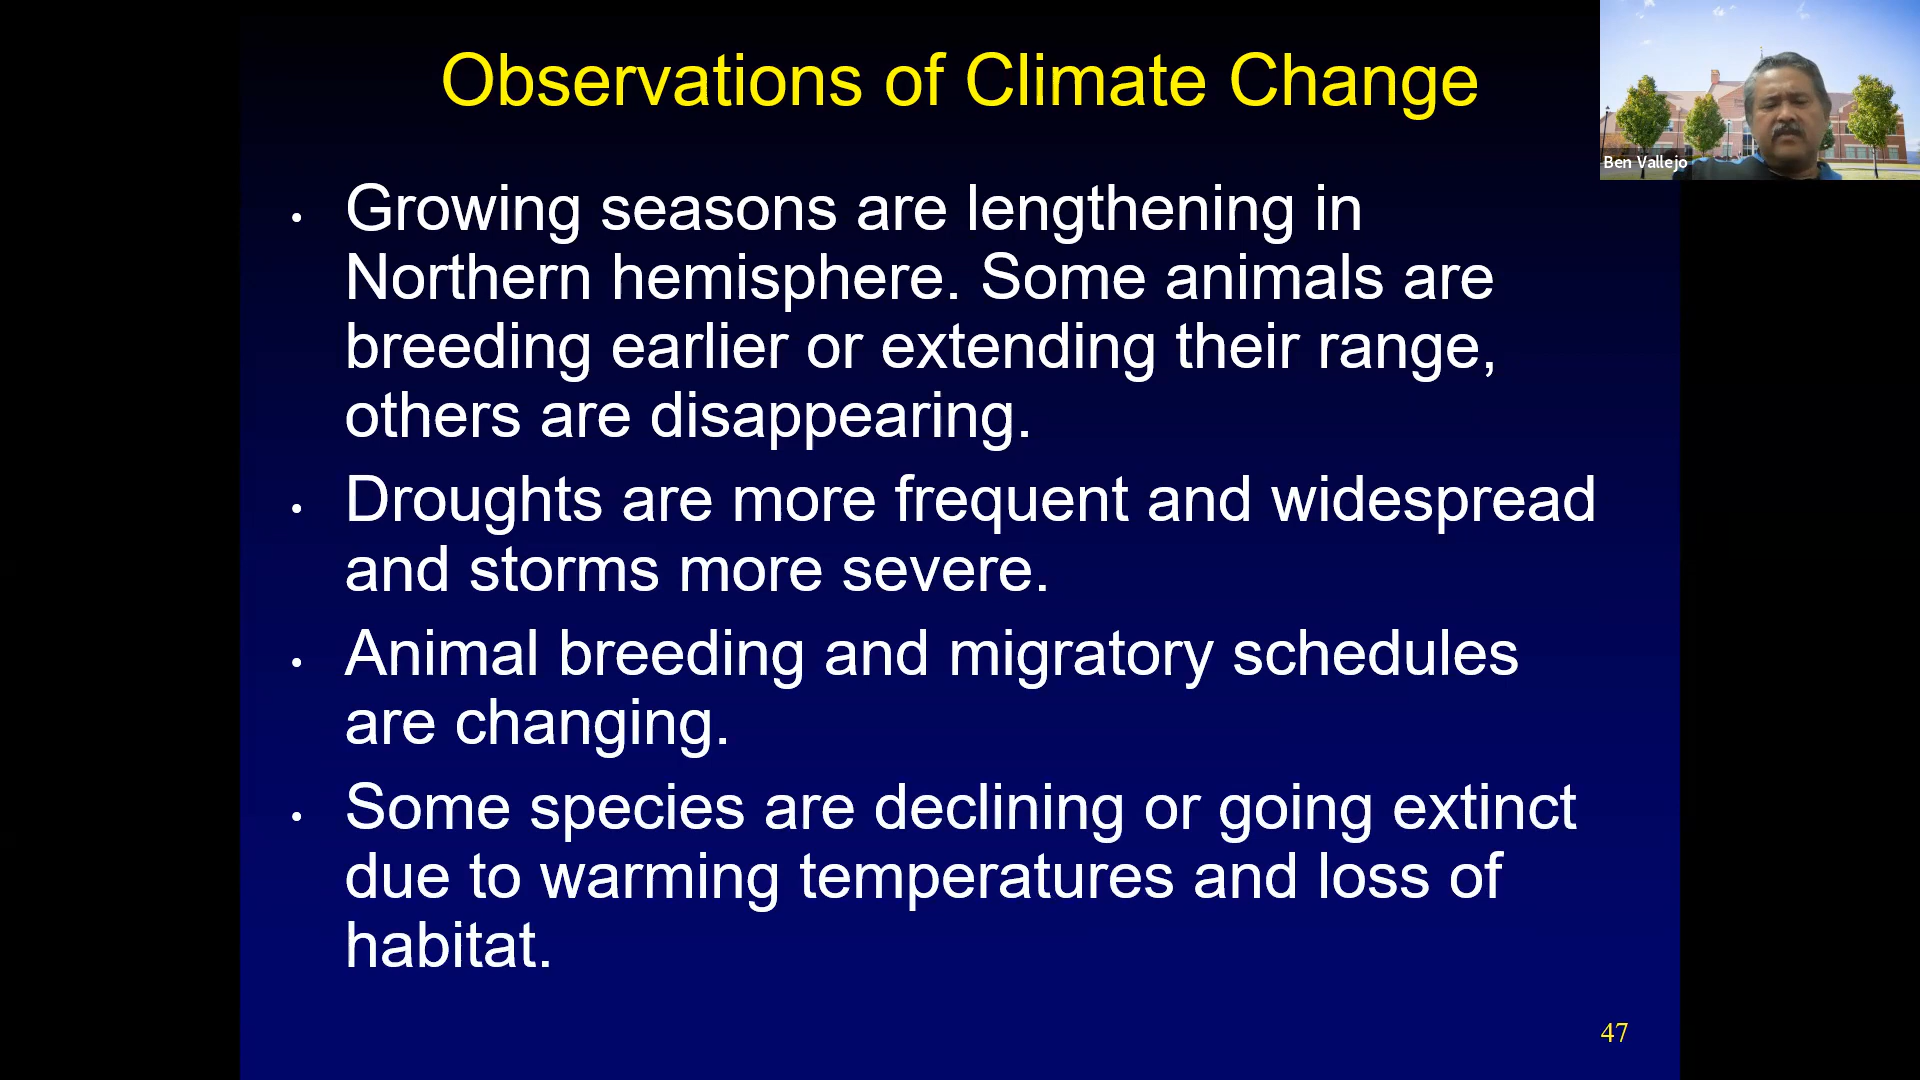 Observations of Climate Change
Ben Vallejo
• Growing seasons are lengthening in
Northern hemisphere. Some animals are
breeding earlier or extending their range,
others are disappearing.
• Droughts are more frequent and widespread
and storms more severe.
• Animal breeding and migratory schedules
are changing.
• Some species are declining or going extinct
due to warming temperatures and loss of
habitat.
47